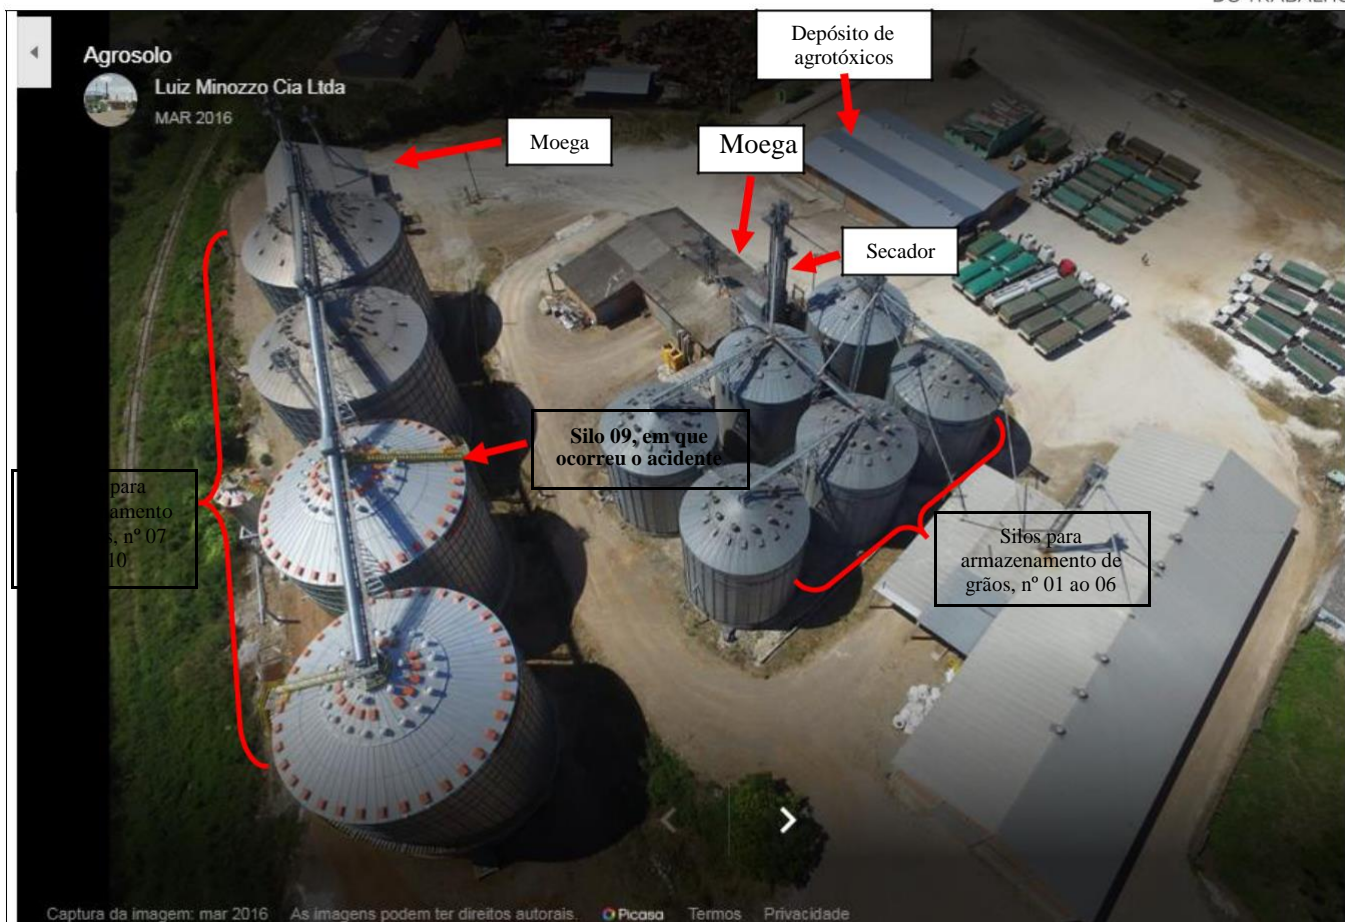 Agrosolo
Luiz Minozzo Cia Ltda
MAR 2016
Depósito de
agrotóxicos
Moega
Moega
Secador
Silo 09, em que
ocorreu o acidente
para
nº 07
10
Silos para
armazenamento de
grãos, nº 01 ao 06
Captura da imagem: mar 2016 As imagens podem ter direitos autorais. Picasa Termos Privacidade